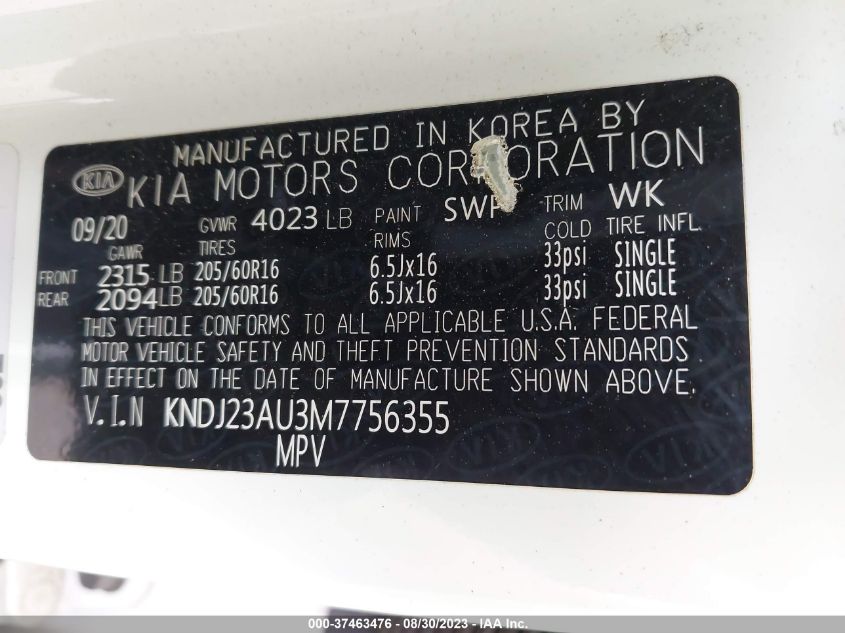 MANUFACTURED IN KOREA BY
KIA KIA MOTORS CORPORATION
09/20 GVWR 4023 LB PAINT SWP TRIM WK
GAWR TIRES RIMS COLD TIRE INFL.
FRONT 2315 LB 205/60R16 6.5Jx16 33psi SINGLE
REAR 2094 LB 205/60R16 6.5Jx16 33psi SINGLE
THIS VEHICLE CONFORMS TO ALL APPLICABLE U.S.A. FEDERAL
MOTOR VEHICLE SAFETY AND THEFT PREVENTION STANDARDS
IN EFFECT ON THE DATE OF MANUFACTURE SHOWN ABOVE.
V.I.N KNDJ23AU3M7756355
MPV
000-37463476 - 08/30/2023 - IAA Inc.